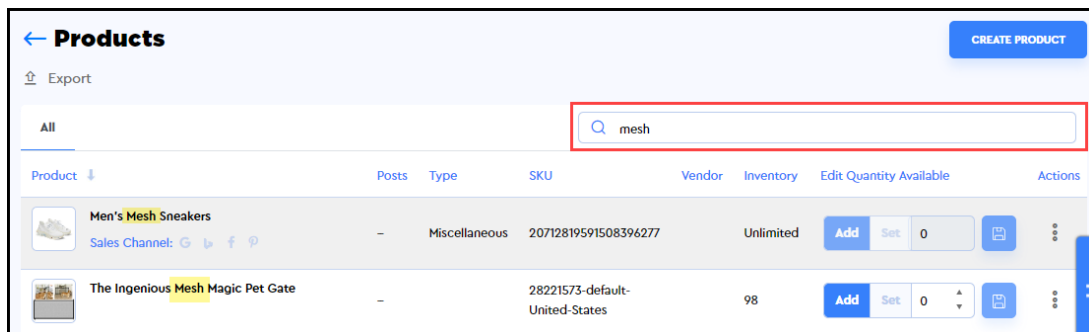 Products
CREATE PRODUCT
Export
All
mesh
Product Posts Type SKU Vendor Inventory Edit Quantity Available Actions
Men's Mesh Sneakers
Sales Channel:
– Miscellaneous 20712819591508396277 Unlimited Add Set 0
The Ingenious Mesh Magic Pet Gate
– 28221573-default-
United-States
98 Add Set 0